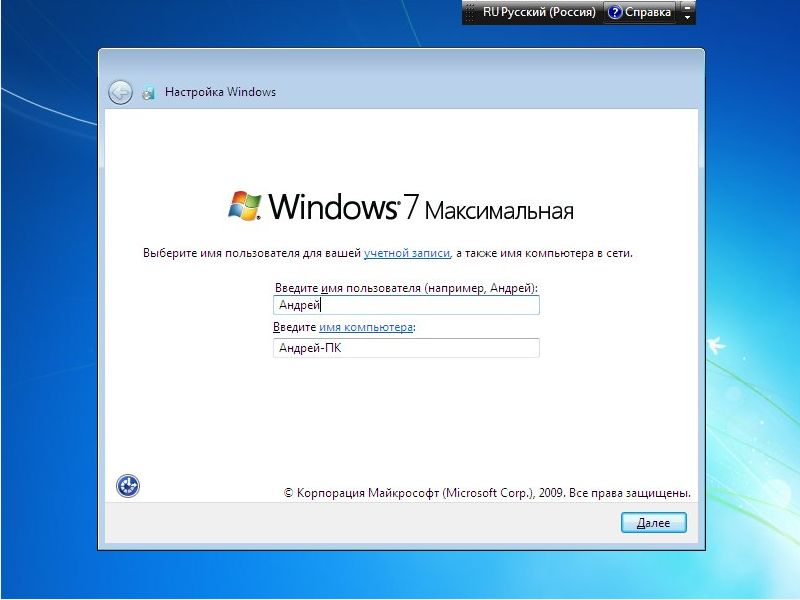 RU Русский (Россия) ? Справка
Настройка Windows
Windows 7 Максимальная
Выберите имя пользователя для вашей учетной записи, а также имя компьютера в сети.
Введите имя пользователя (например, Андрей):
Андрей
Введите имя компьютера:
Андрей-ПК
© Корпорация Майкрософт (Microsoft Corp.), 2009. Все права защищены.
Далее